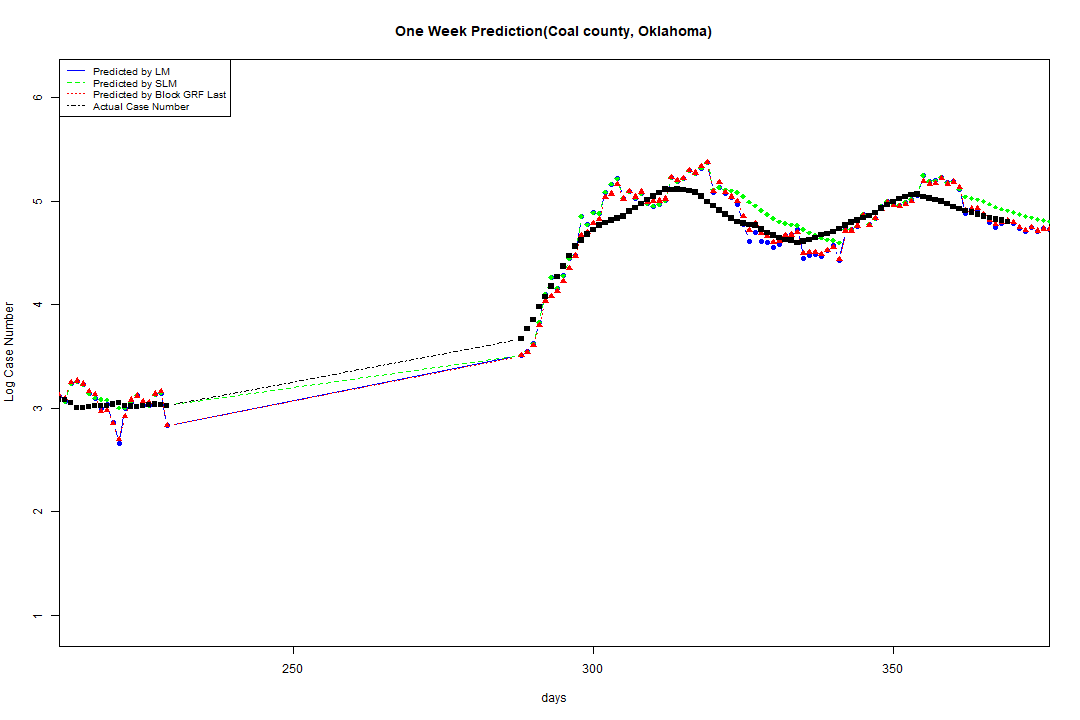 One Week Prediction(Coal county, Oklahoma)
Predicted by LM
Predicted by SLM
Predicted by Block GRF Last
Actual Case Number
6
5
4
3
2
1
Log Case Number
250 300 350
days